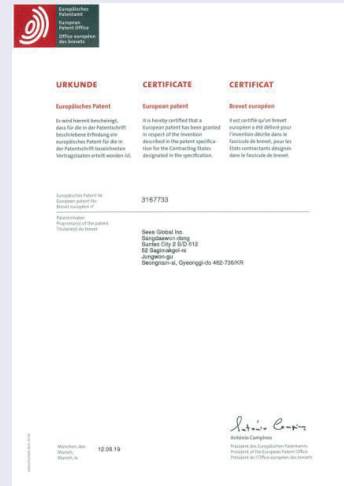 Europäisches
Patentamt
European
Patent Office
Office européen
des brevets
URKUNDE
CERTIFICATE
CERTIFICAT
Europäisches Patent
European patent
Brevet européen
Es wird hiermit bescheinigt,
dass für die in der Patentschrift
beschriebene Erfindung ein
europäisches Patent für die in
der Patentschrift bezeichneten
Vertragsstaaten erteilt worden ist.
It is hereby certified that a
European patent has been granted
in respect of the invention
described in the patent specifica-
tion for the Contracting States
designated in the specification.
Il est certifié qu'un brevet
européen a été délivré pour
l'invention décrite dans le
fascicule de brevet, pour les
Etats contractants désignés
dans le fascicule de brevet.
Europäisches Patent Nr.
European patent No.
Brevet européen n°
3167733
Patentinhaber
Proprietor(s) of the patent
Titulaire(s) du brevet
Sees Global Inc.
Sangdaewon-dong
Suntec City 2 6/D 512
52 Sagimakgol-ro
Jungwon-gu
Seongnam-si, Gyeonggi-do 462-736/KR
António Campinos
Präsident des Europäischen Patentamts
President of the European Patent Office
Président de l'Office européen des brevets
München, den
Munich,
Munich, le
12.06.19